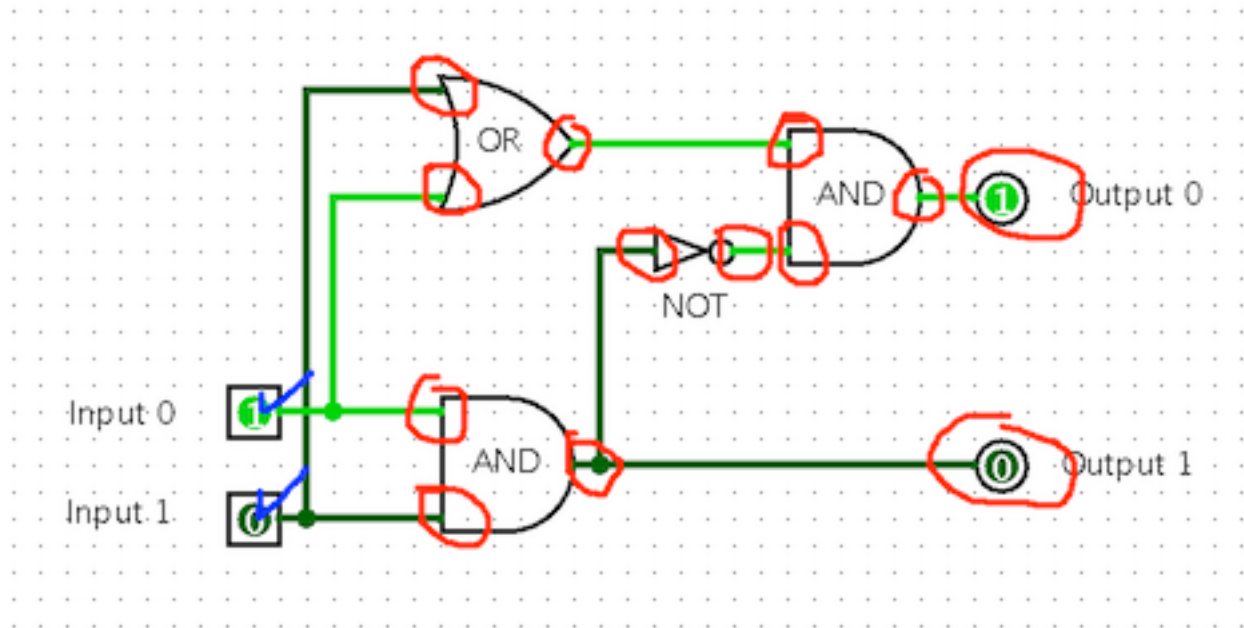 OR
AND
1
Output 0
NOT
Input 0
1
AND
0
Output 1
Input 1
0